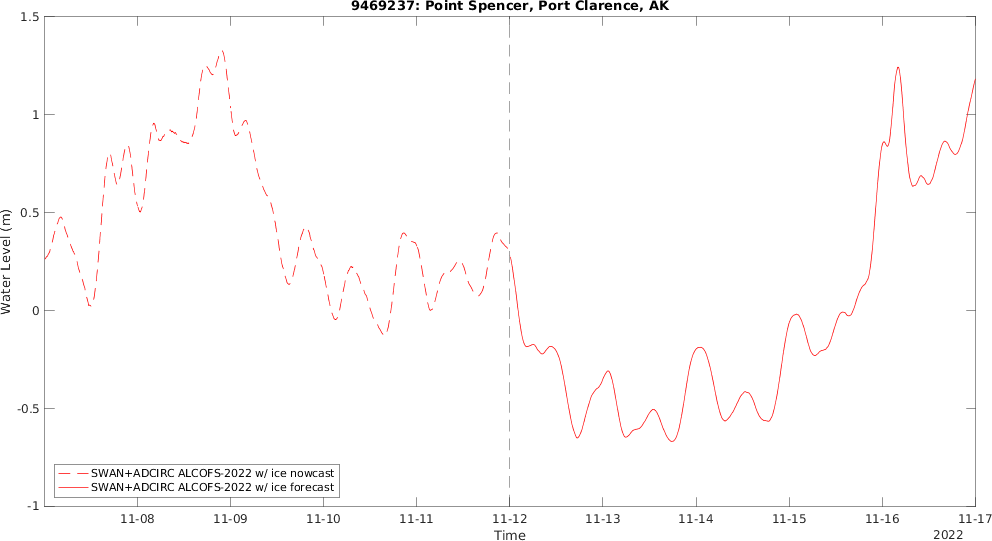 9469237: Point Spencer, Port Clarence, AK
1.5
1
0.5
0
-0.5
-1
Water Level (m)
SWAN+ADCIRC ALCOFS-2022 w/ ice nowcast
SWAN+ADCIRC ALCOFS-2022 w/ ice forecast
11-08 11-09 11-10 11-11 11-12 11-13 11-14 11-15 11-16 11-17
Time
2022